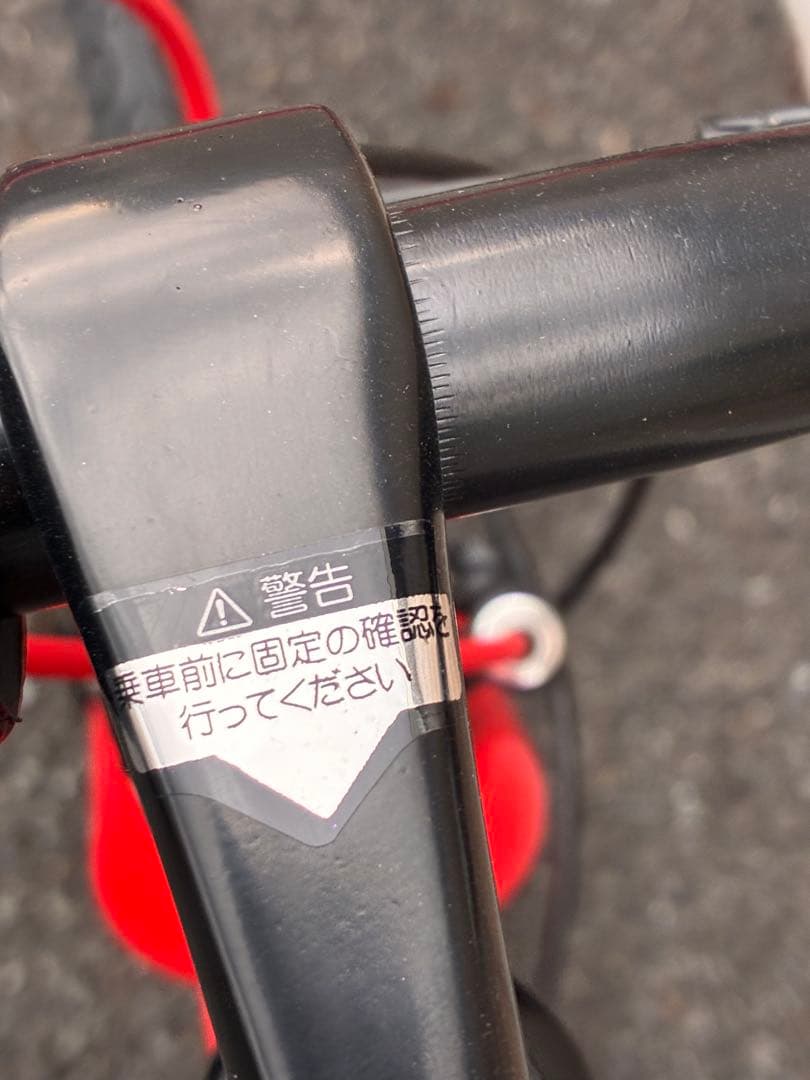 ⚠ 警告
乗車前に固定の確認を
行ってください